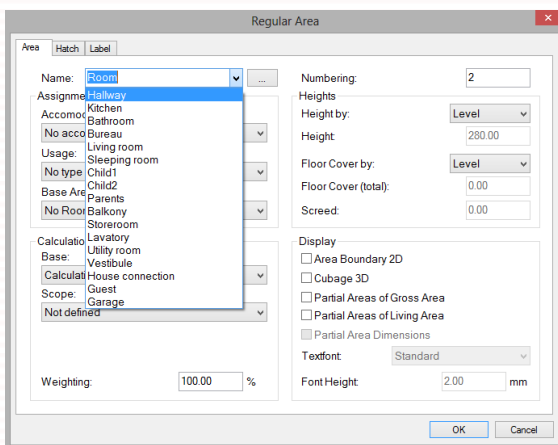 Regular Area
x
Area Hatch Label
Name: Room ...
Hallway
Kitchen
Bathroom
Bureau
Living room
Sleeping room
Child1
Child2
Parents
Balkony
Storeroom
Lavatory
Utility room
Vestibule
House connection
Guest
Garage
Assignme
Accomod
No acco
Usage:
No type
Base Are
No Roor
Calculatio
Base:
Calculati
Scope:
Not defined
Weighting: 100.00 %
Numbering: 2
Heights
Height by: Level
Height: 280.00
Floor Cover by: Level
Floor Cover (total): 0.00
Screed: 0.00
Display
Area Boundary 2D
Cubage 3D
Partial Areas of Gross Area
Partial Areas of Living Area
Partial Area Dimensions
Textfont: Standard
Font Height: 2.00 mm
OK Cancel